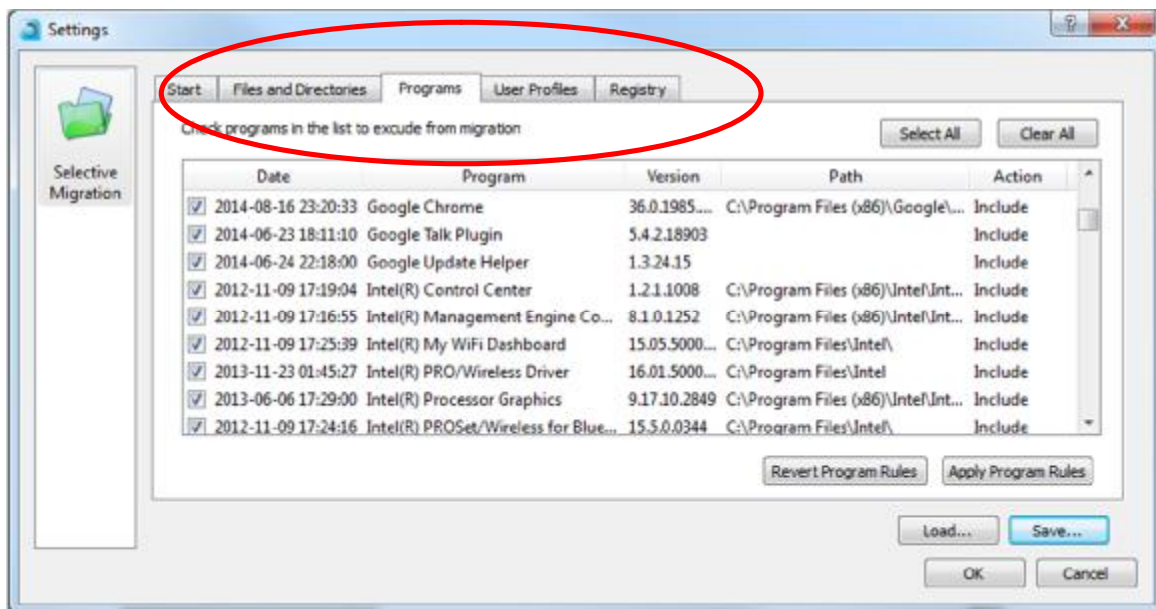 Settings
Start Files and Directories Programs User Profiles Registry
Check programs in the list to excude from migration
Select All Clear All
Selective
Migration
Date Program Version Path Action
2014-08-16 23:20:33 Google Chrome 36.0.1985.... C:\Program Files (x86)\Google\... Include
2014-06-23 18:11:10 Google Talk Plugin 5.4.2.18903 Include
2014-06-24 22:18:00 Google Update Helper 1.3.24.15 Include
2012-11-09 17:19:04 Intel(R) Control Center 1.2.1.1008 C:\Program Files (x86)\Intel\Int... Include
2012-11-09 17:16:55 Intel(R) Management Engine Co... 8.1.0.1252 C:\Program Files (x86)\Intel\Int... Include
2012-11-09 17:25:39 Intel(R) My WiFi Dashboard 15.05.5000.... C:\Program Files\Intel\ Include
2013-11-23 01:45:27 Intel(R) PRO/Wireless Driver 16.01.5000.... C:\Program Files\Intel Include
2013-06-06 17:29:00 Intel(R) Processor Graphics 9.17.10.2849 C:\Program Files (x86)\Intel\Int... Include
2012-11-09 17:24:16 Intel(R) PROSet/Wireless for Blue... 15.5.0.0344 C:\Program Files\Intel\ Include
Revert Program Rules Apply Program Rules
Load... Save...
OK Cancel